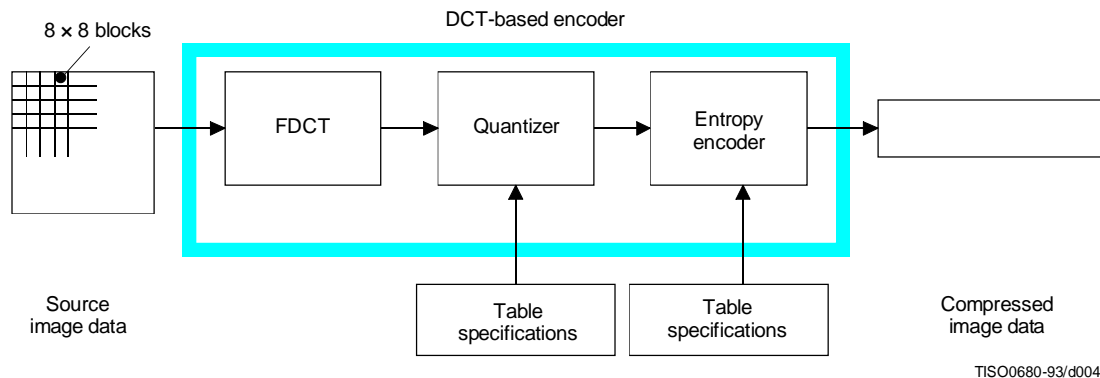 DCT-based encoder
8 × 8 blocks
FDCT
Quantizer
Entropy
encoder
Source
image data
Table
specifications
Table
specifications
Compressed
image data
TISO0680-93/d004